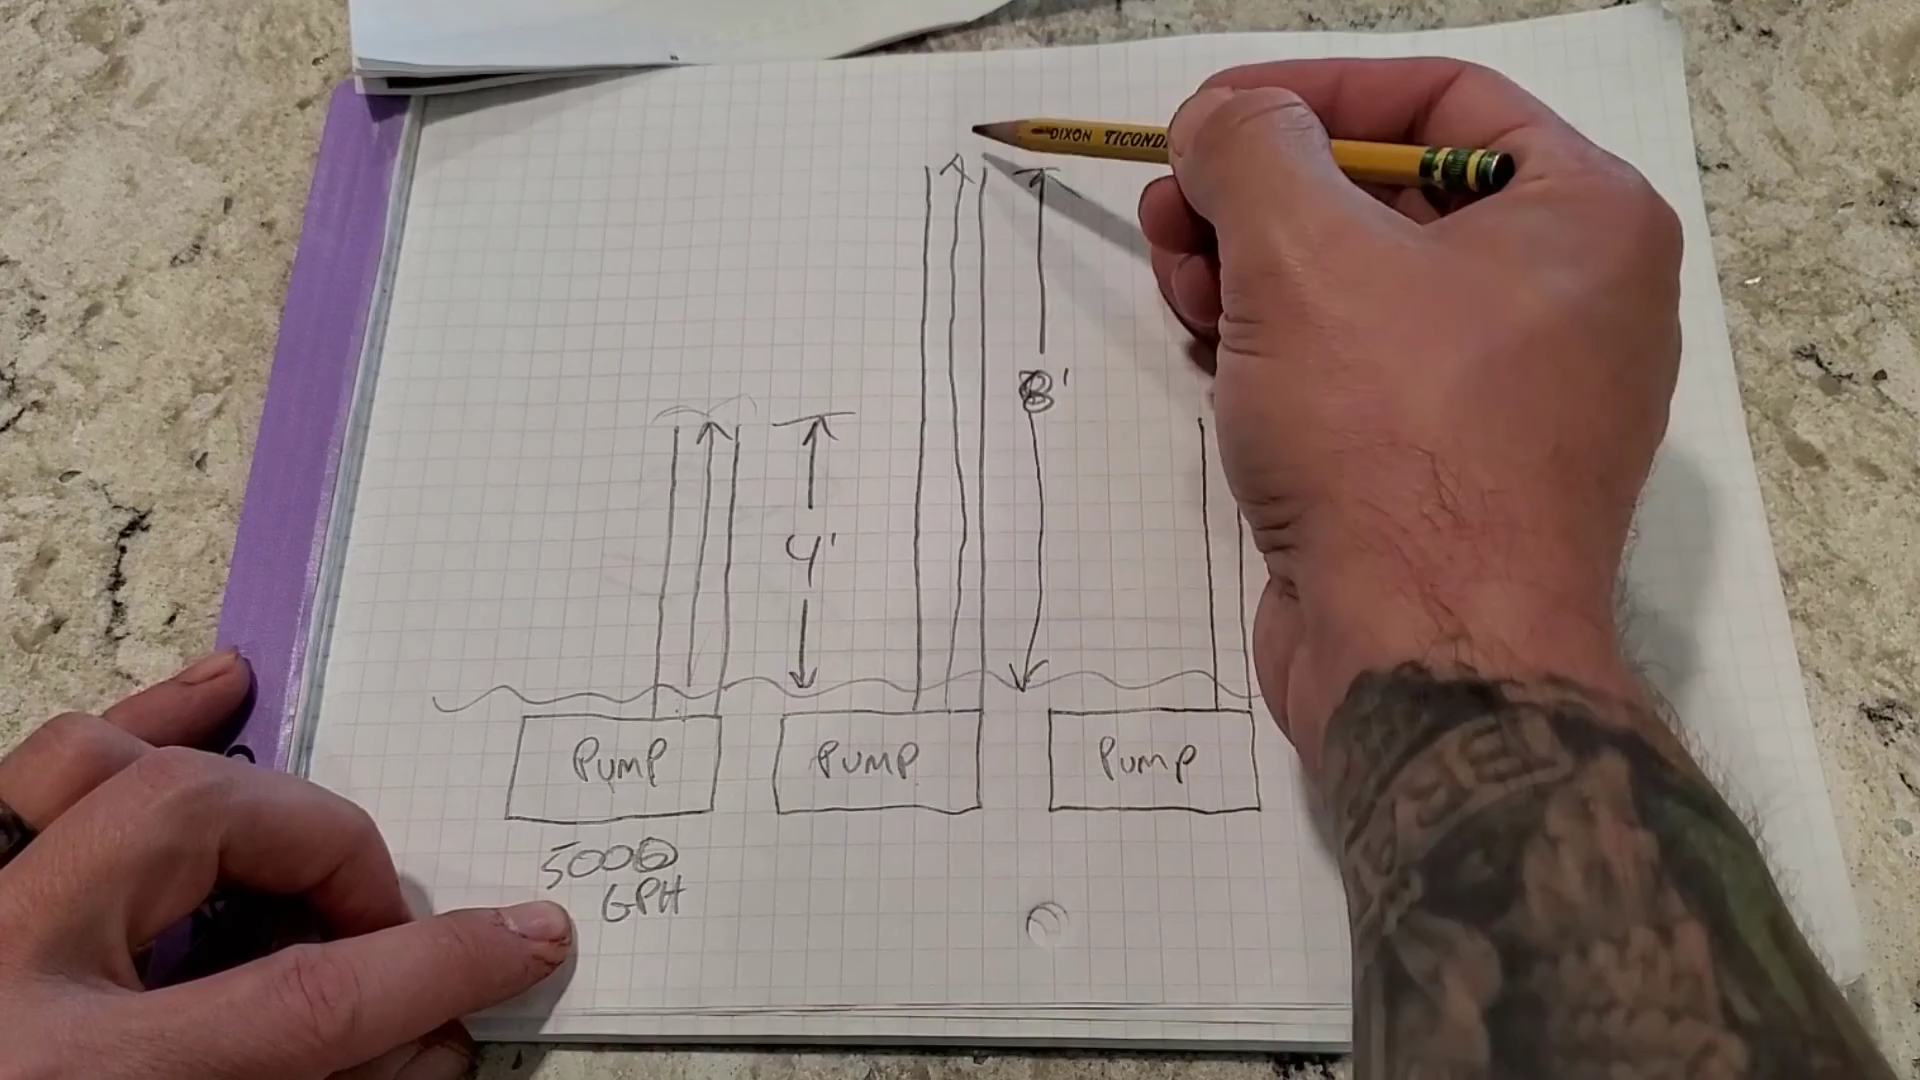 DIXON TICOND
8'
4'
PUMP
PUMP
PUMP
5000
GPH